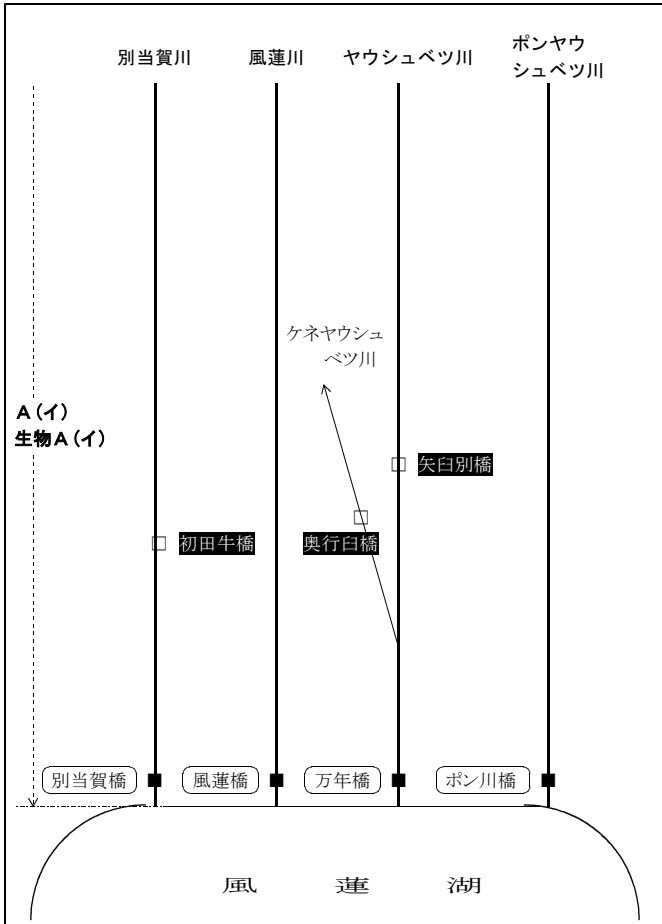 別当賀川
風蓮川
ヤウシュベツ川
ポンヤウ
シュベツ川
ケネヤウシュ
ベツ川
A (イ)
生物A (イ)
矢臼別橋
初田牛橋
奥行臼橋
別当賀橋
風蓮橋
万年橋
ポン川橋
風 蓮 湖